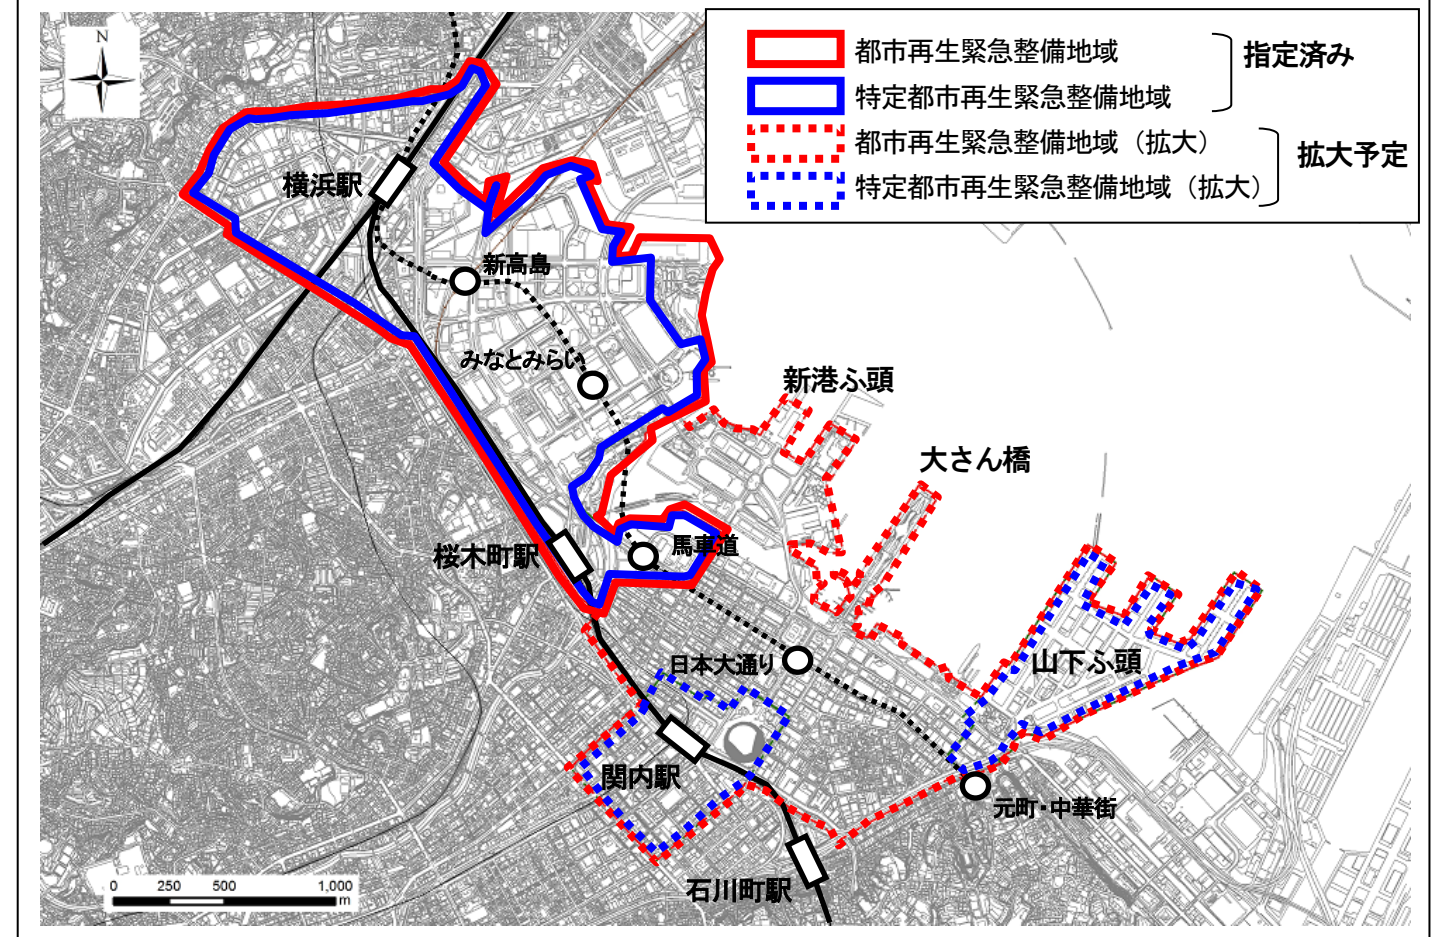 N
都市再生緊急整備地域
特定都市再生緊急整備地域
指定済み
都市再生緊急整備地域（拡大）
特定都市再生緊急整備地域（拡大）
拡大予定
横浜駅
新高島
みなとみらい
新港ふ頭
大さん橋
桜木町駅
馬車道
日本大通り
山下ふ頭
関内駅
元町・中華街
石川町駅
0 250 500 1,000
m